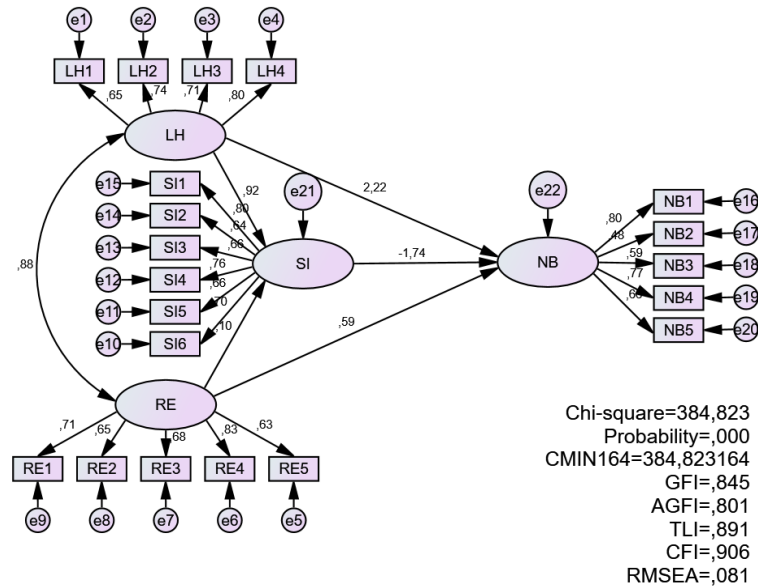 e1 e2 e3 e4
LH1 LH2 LH3 LH4
,65 ,74 ,71 ,80
LH
e15 SI1
e14 SI2
e13 SI3
e12 SI4
e11 SI5
e10 SI6
,80
,64
,66
,76
,66
,70
,92
,10
,88
e21
SI
2,22
-1,74
,59
e22
NB
,80
,48
,59
,77
NB1 e16
NB2 e17
NB3 e18
NB4 e19
NB5 e20
RE
,71 ,65 ,68 ,83 ,63
RE1 RE2 RE3 RE4 RE5
e9 e8 e7 e6 e5
Chi-square=384,823
Probability=,000
CMIN164=384,823164
GFI=,845
AGFI=,801
TLI=,891
CFI=,906
RMSEA=,081